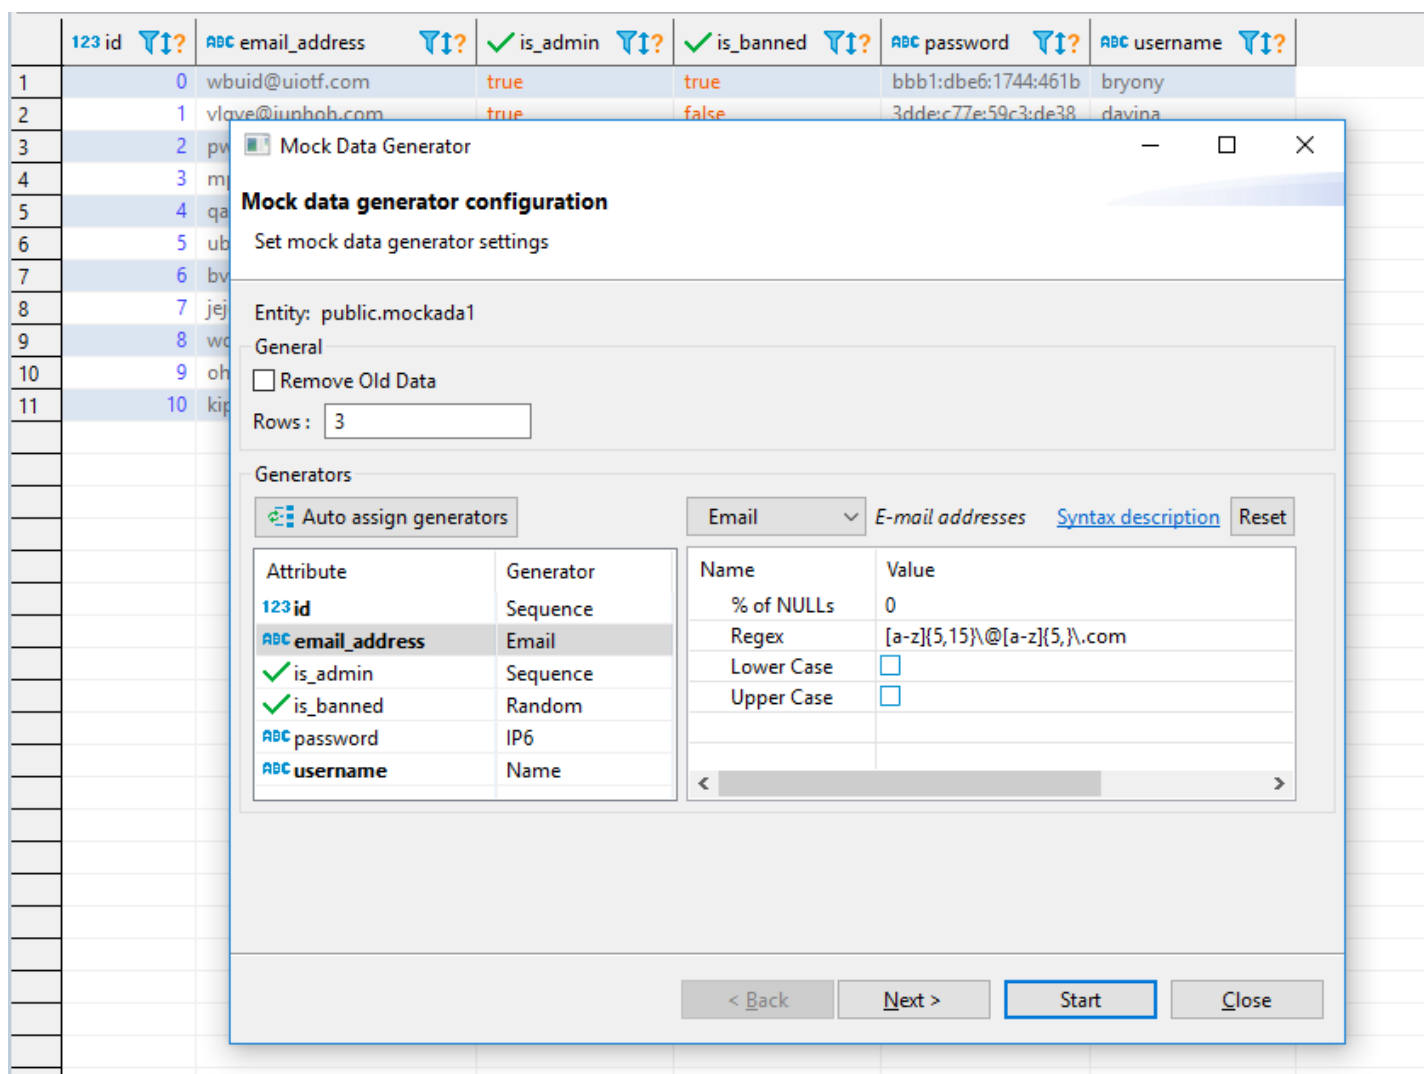 123 id ABC email_address is_admin is_banned ABC password ABC username
1 0 wbuid@uiotf.com true true bbb1:dbe6:1744:461b bryony
2 1 true false 3dde:c77e:59c3:de38 davina
3 2
4 3
5 4
6 5
7 6
8 7
9 8
10 9
11 10
Mock Data Generator
Mock data generator configuration
Set mock data generator settings
Entity: public.mockada1
General
Remove Old Data
Rows : 3
Generators
Auto assign generators Email E-mail addresses Syntax description Reset
Attribute Generator Name Value
123 id Sequence % of NULLs 0
ABC email_address Email Regex [a-z]{5,15}\@[a-z]{5,}\.com
is_admin Sequence Lower Case
is_banned Random Upper Case
ABC password IP6
ABC username Name
< Back Next > Start Close